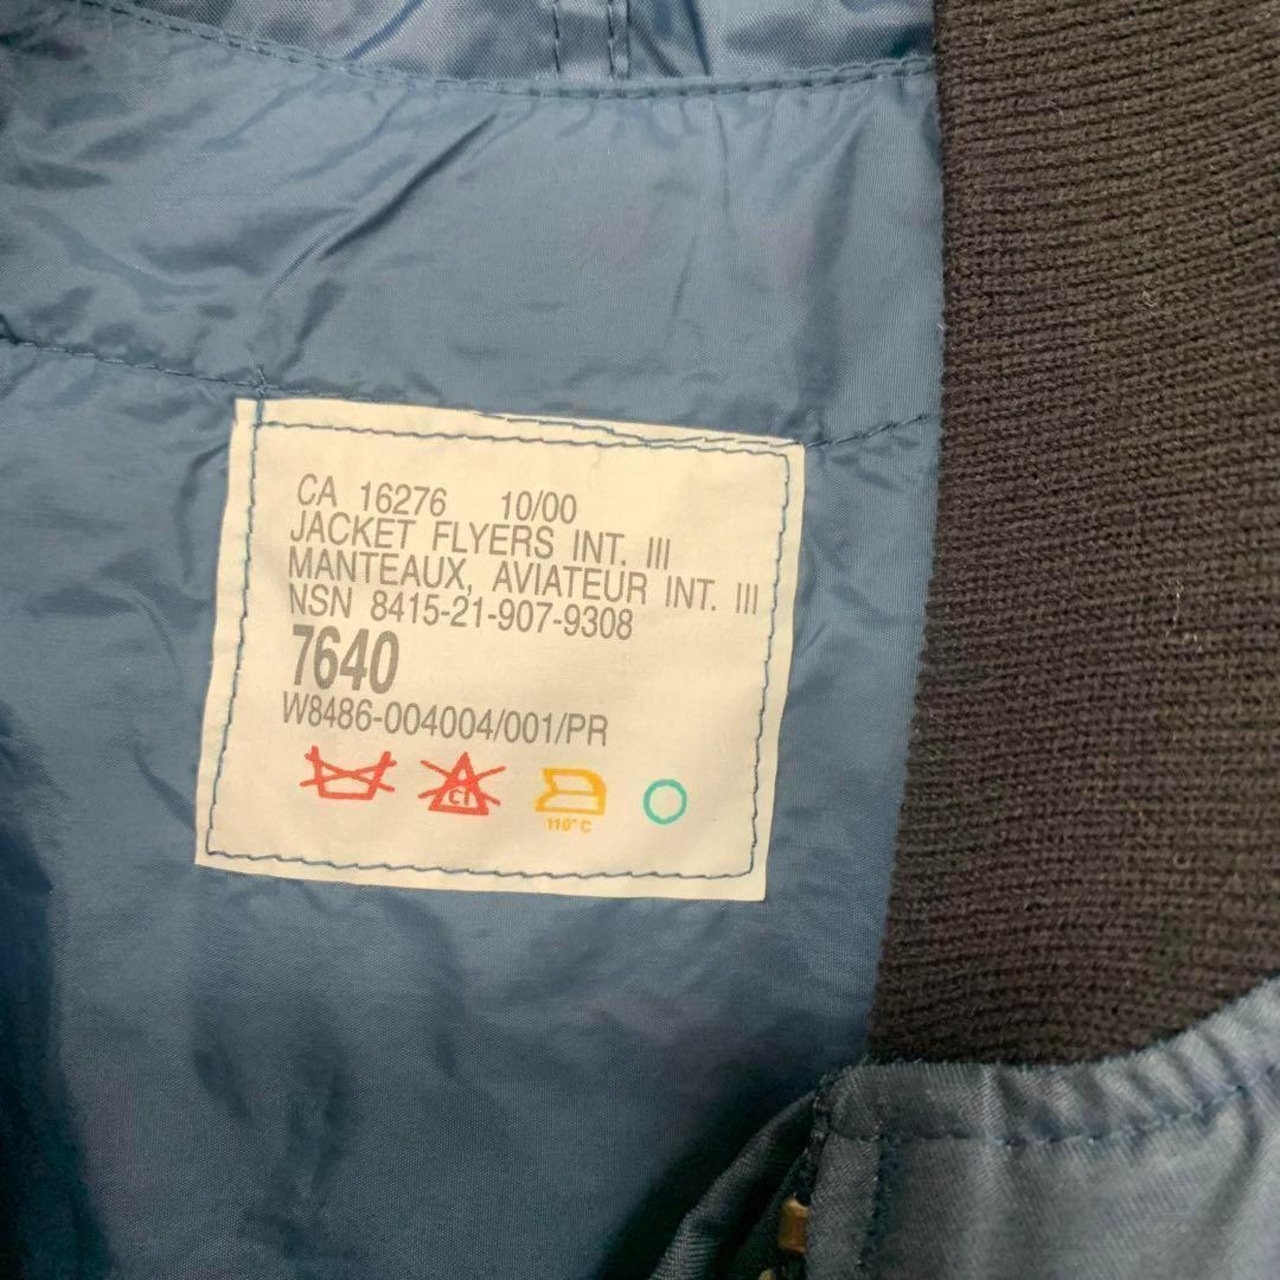 CA 16276 10/00
JACKET FLYERS INT. III
MANTEAUX, AVIATEUR INT. III
NSN 8415-21-907-9308
7640
W8486-004004/001/PR
Cl
110°C